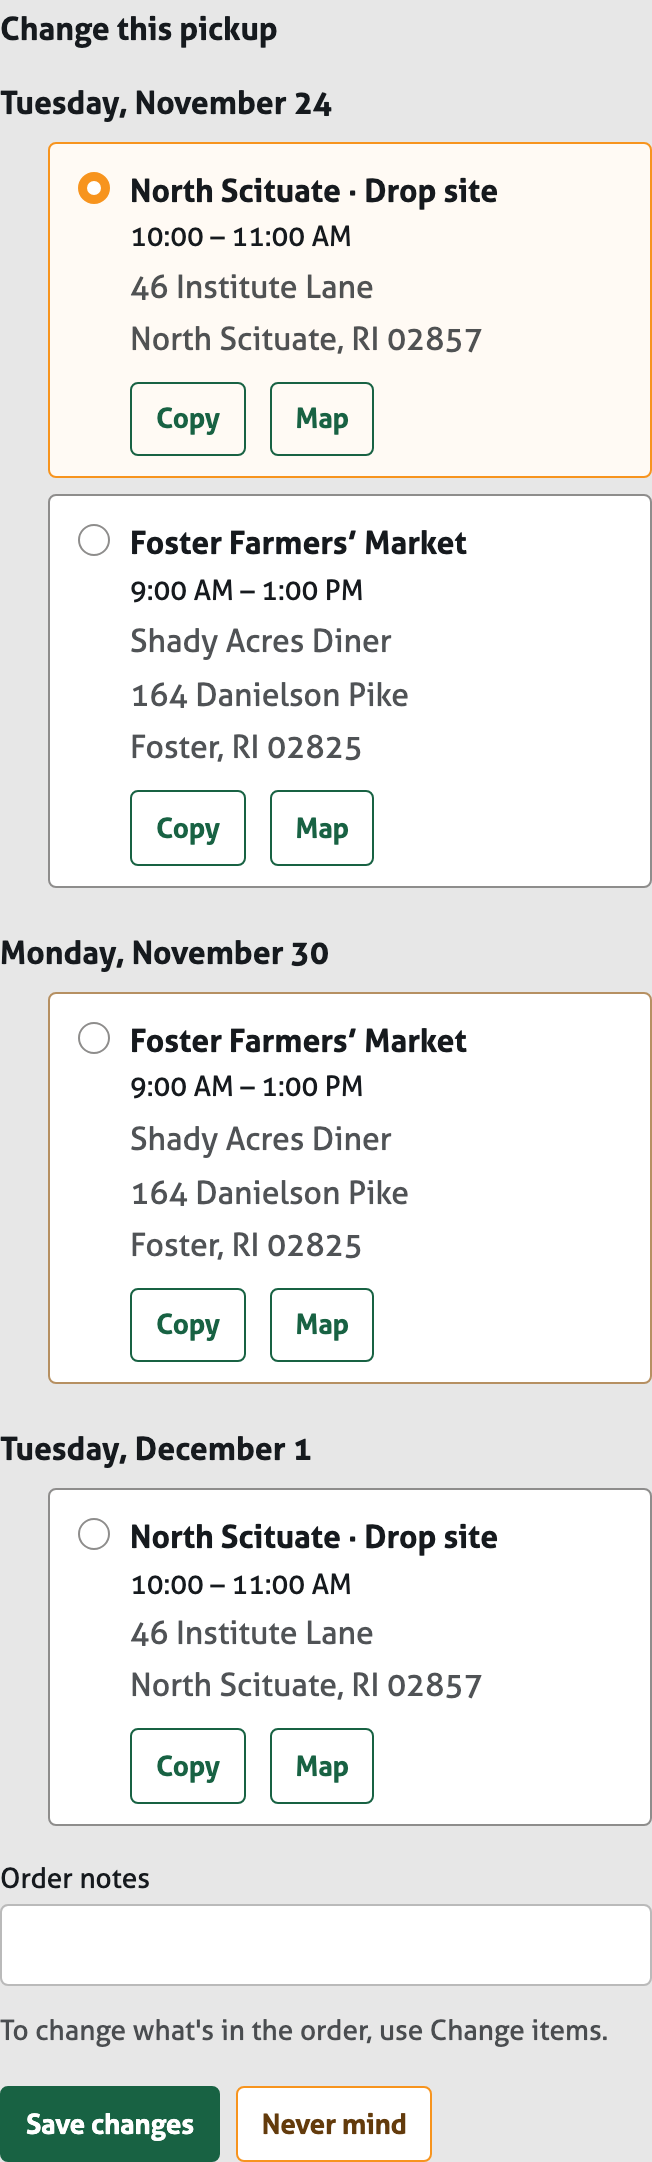 Change this pickup
Tuesday, November 24
North Scituate · Drop site
10:00 – 11:00 AM
46 Institute Lane
North Scituate, RI 02857
Copy Map
Foster Farmers’ Market
9:00 AM – 1:00 PM
Shady Acres Diner
164 Danielson Pike
Foster, RI 02825
Copy Map
Monday, November 30
Foster Farmers’ Market
9:00 AM – 1:00 PM
Shady Acres Diner
164 Danielson Pike
Foster, RI 02825
Copy Map
Tuesday, December 1
North Scituate · Drop site
10:00 – 11:00 AM
46 Institute Lane
North Scituate, RI 02857
Copy Map
Order notes
To change what's in the order, use Change items.
Save changes Never mind